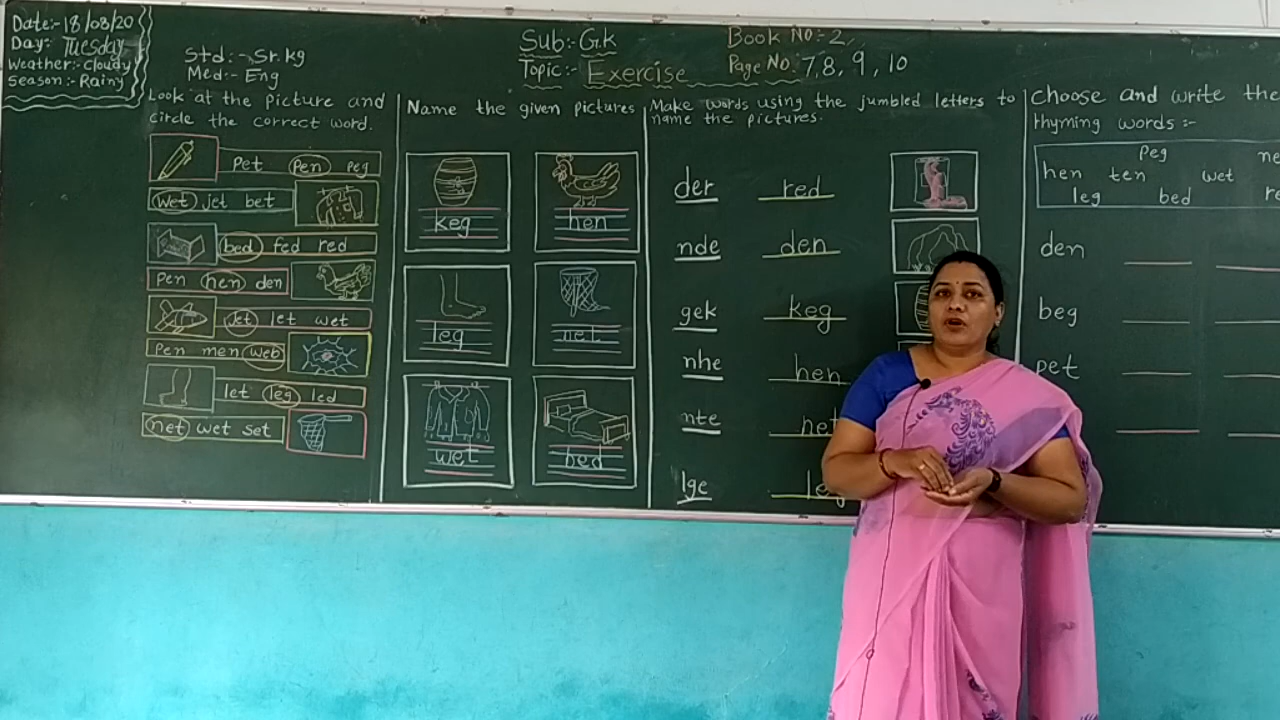 Date:- 18/08/20
Day:- Tuesday
Weather:- Cloudy
Season:- Rainy
Std:- Sr.kg
Med:- Eng
Sub:- G.K
Topic:- Exercise
Book No:- 2,
Page No. 7,8, 9, 10
Look at the picture and
circle the correct word.
Pet Pen Peg
wet jet bet
bed fed red
Pen hen den
Jet let wet
Pen men web
let leg led
net wet set
Name the given pictures
keg hen
leg net
wet bed
Make words using the jumbled letters to
name the pictures.
der red
nde den
gek keg
nhe hen
nte net
lge leg
Choose and write the
rhyming words:-
Peg ne
hen ten wet
leg bed re
den
beg
pet